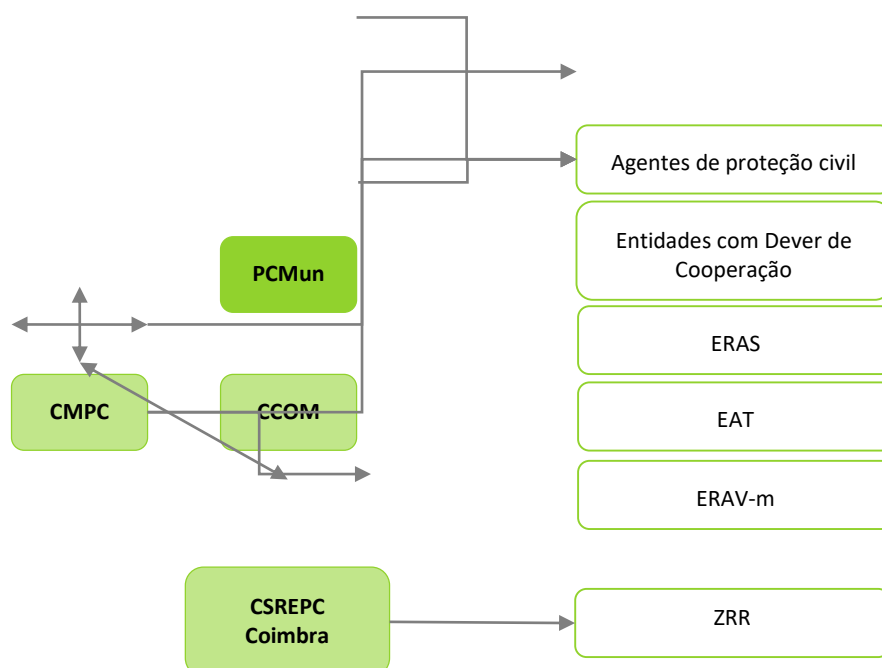 Agentes de proteção civil
Entidades com Dever de
Cooperação
PCMun
ERAS
CMPC
CCOM
EAT
ERAV-m
CSREPC
Coimbra
ZRR